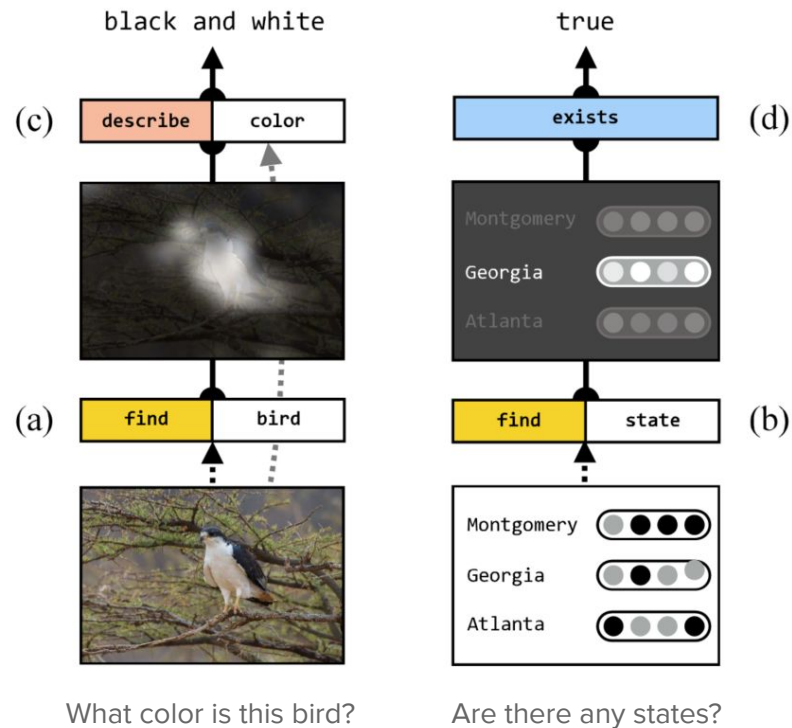 black and white
true
(c)
describe
color
exists
(d)
Montgomery
Georgia
Atlanta
(a)
find
bird
find
state
(b)
Montgomery
Georgia
Atlanta
What color is this bird?
Are there any states?